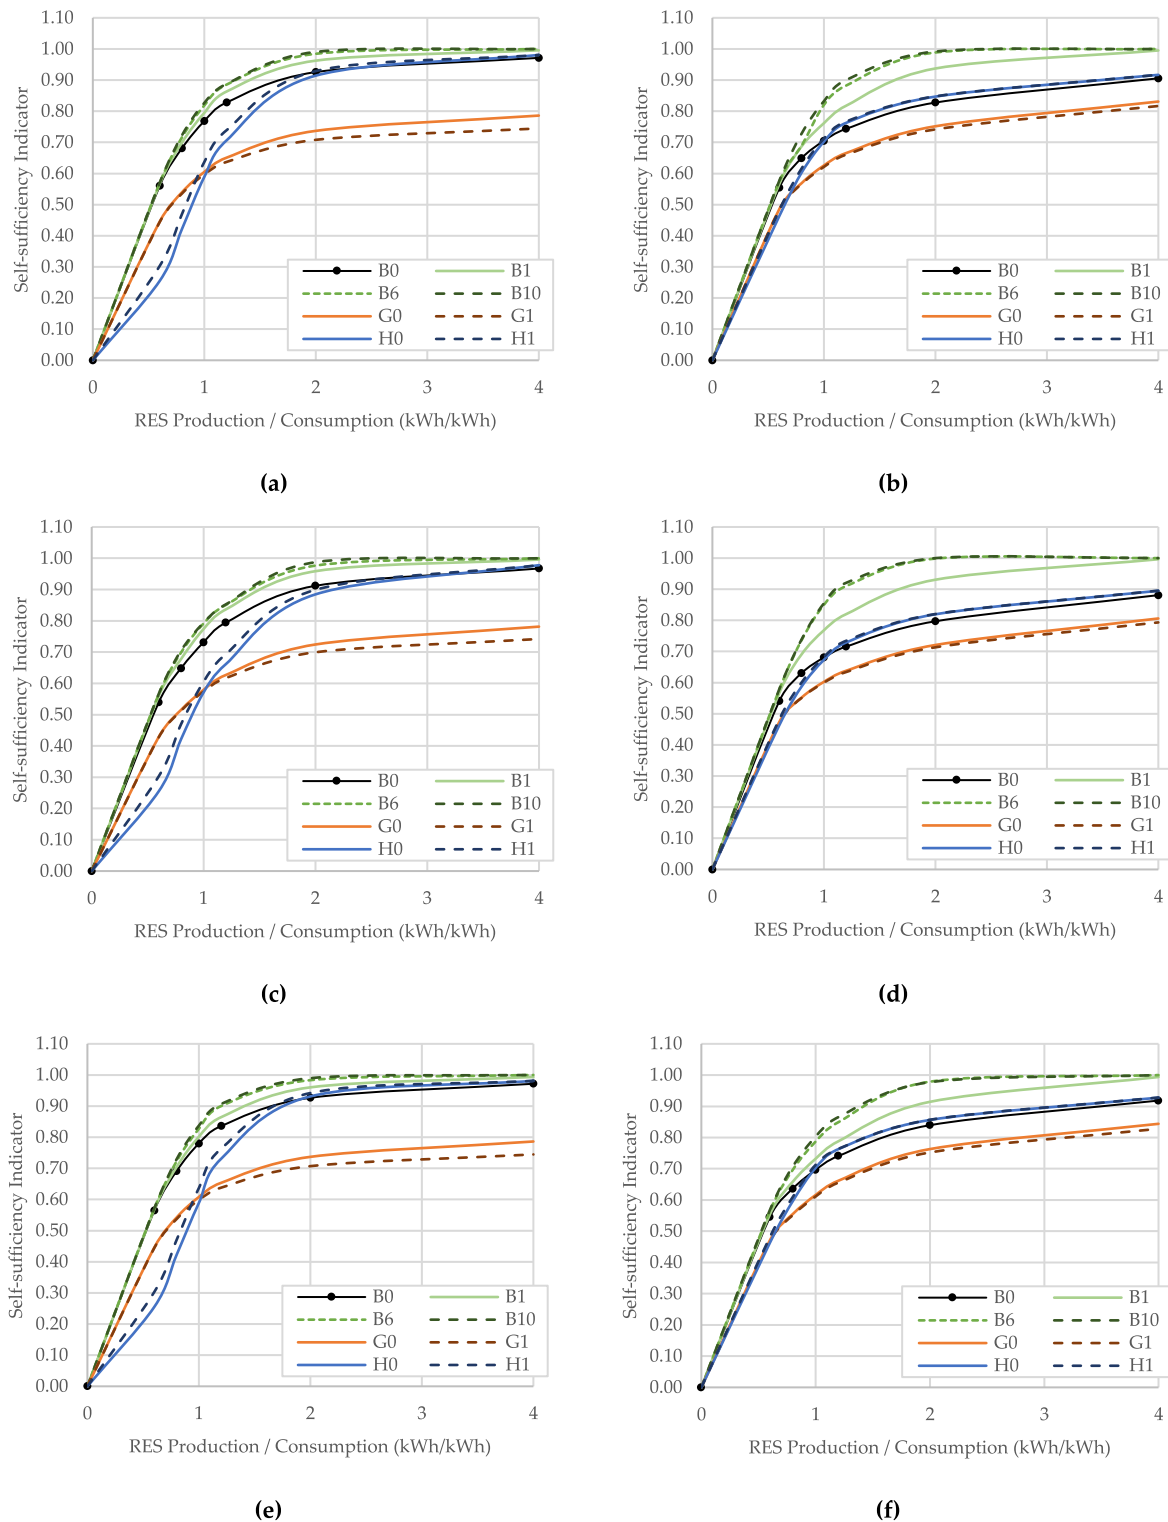 1.10
1.00
0.90
0.80
0.70
0.60
0.50
0.40
0.30
0.20
0.10
0.00
Self-sufficiency Indicator
B0 B1
B6 B10
G0 G1
H0 H1
0 1 2 3 4
RES Production / Consumption (kWh/kWh)
(a)
1.10
1.00
0.90
0.80
0.70
0.60
0.50
0.40
0.30
0.20
0.10
0.00
Self-sufficiency Indicator
B0 B1
B6 B10
G0 G1
H0 H1
0 1 2 3 4
RES Production / Consumption (kWh/kWh)
(b)
1.10
1.00
0.90
0.80
0.70
0.60
0.50
0.40
0.30
0.20
0.10
0.00
Self-sufficiency Indicator
B0 B1
B6 B10
G0 G1
H0 H1
0 1 2 3 4
RES Production / Consumption (kWh/kWh)
(c)
1.10
1.00
0.90
0.80
0.70
0.60
0.50
0.40
0.30
0.20
0.10
0.00
Self-sufficiency Indicator
B0 B1
B6 B10
G0 G1
H0 H1
0 1 2 3 4
RES Production / Consumption (kWh/kWh)
(d)
1.10
1.00
0.90
0.80
0.70
0.60
0.50
0.40
0.30
0.20
0.10
0.00
Self-sufficiency Indicator
B0 B1
B6 B10
G0 G1
H0 H1
0 1 2 3 4
RES Production / Consumption (kWh/kWh)
(e)
1.10
1.00
0.90
0.80
0.70
0.60
0.50
0.40
0.30
0.20
0.10
0.00
Self-sufficiency Indicator
B0 B1
B6 B10
G0 G1
H0 H1
0 1 2 3 4
RES Production / Consumption (kWh/kWh)
(f)